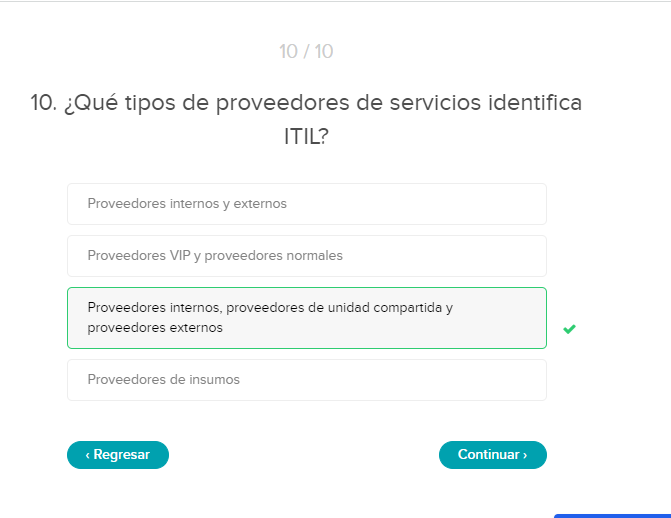 10 / 10
10. ¿Qué tipos de proveedores de servicios identifica
ITIL?
Proveedores internos y externos
Proveedores VIP y proveedores normales
Proveedores internos, proveedores de unidad compartida y
proveedores externos
Proveedores de insumos
‹ Regresar
Continuar ›